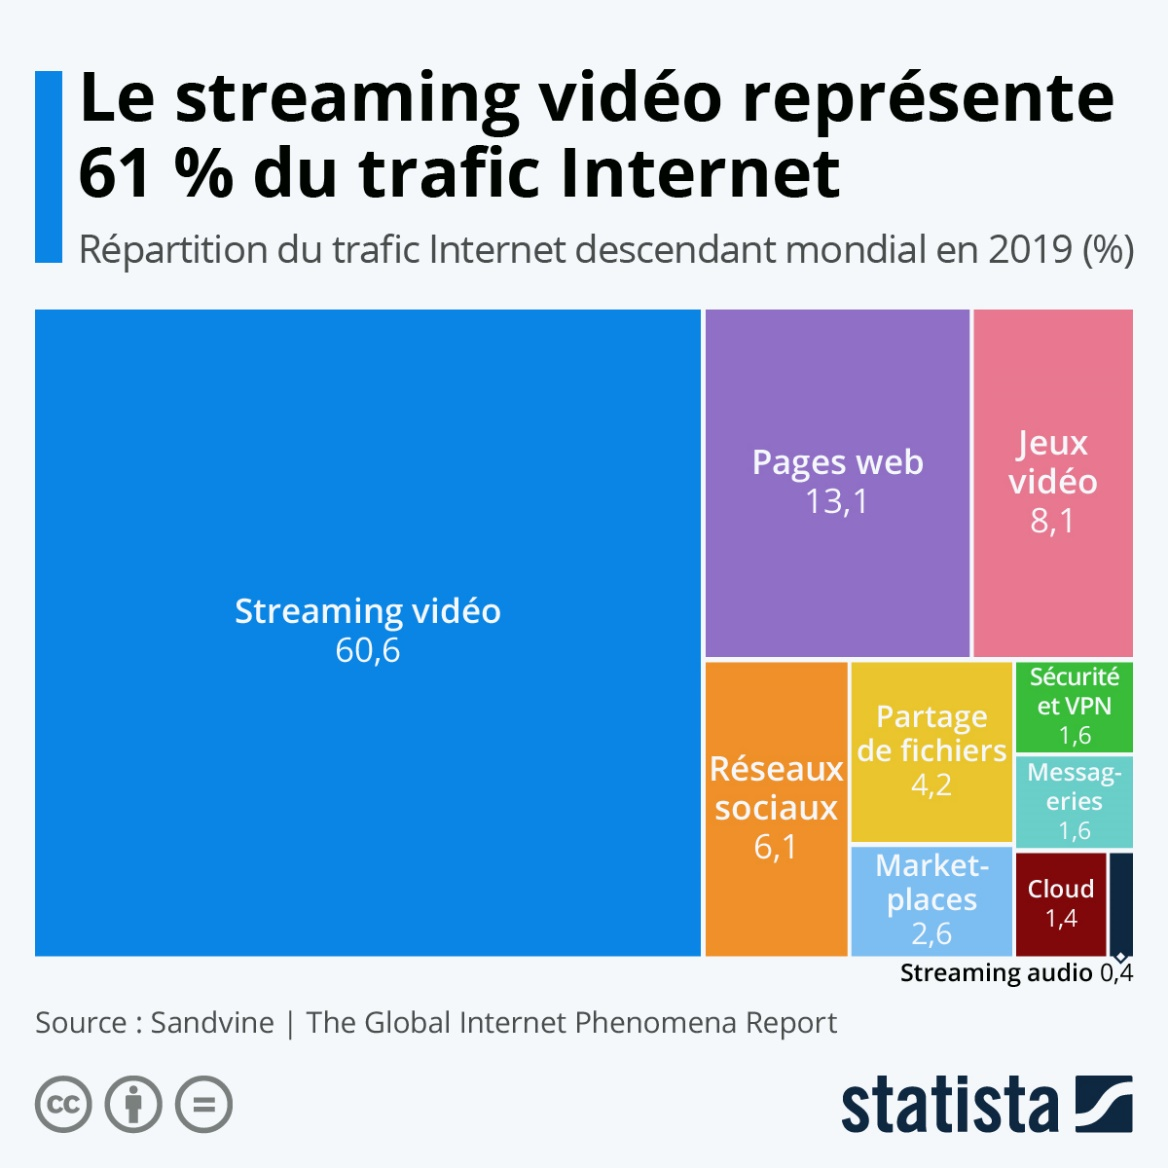 Le streaming vidéo représente
61 % du trafic Internet
Répartition du trafic Internet descendant mondial en 2019 (%)
Streaming vidéo
60,6
Pages web
13,1
Jeux
vidéo
8,1
Réseaux
sociaux
6,1
Partage
de fichiers
4,2
Market-
places
2,6
Sécurité
et VPN
1,6
Messag-
eries
1,6
Cloud
1,4
Streaming audio 0,4
Source : Sandvine | The Global Internet Phenomena Report
cc
statista